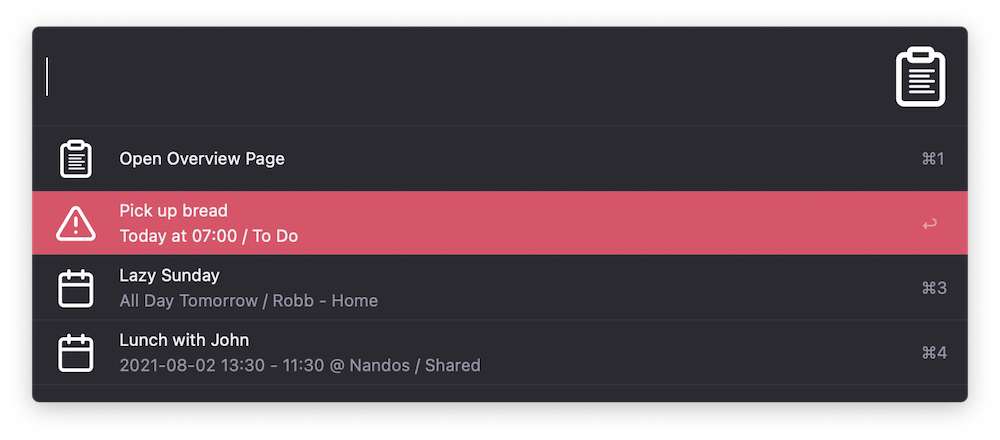 Open Overview Page
⌘1
Pick up bread
Today at 07:00 / To Do
↩
Lazy Sunday
All Day Tomorrow / Robb - Home
⌘3
Lunch with John
2021-08-02 13:30 - 11:30 @ Nandos / Shared
⌘4